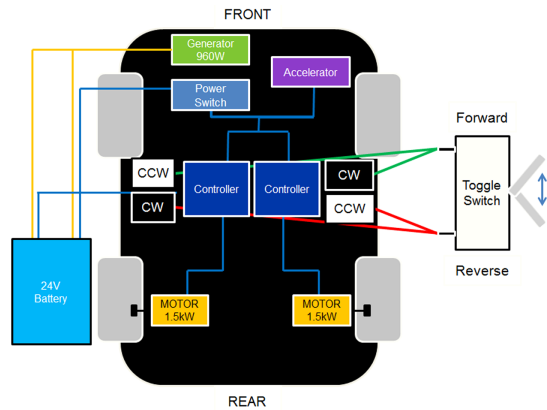 FRONT
Generator
960W
Accelerator
Power
Switch
Forward
CCW
CW
Controller
Controller
Toggle
Switch
CW
CCW
Reverse
24V
Battery
MOTOR
1.5kW
MOTOR
1.5kW
REAR